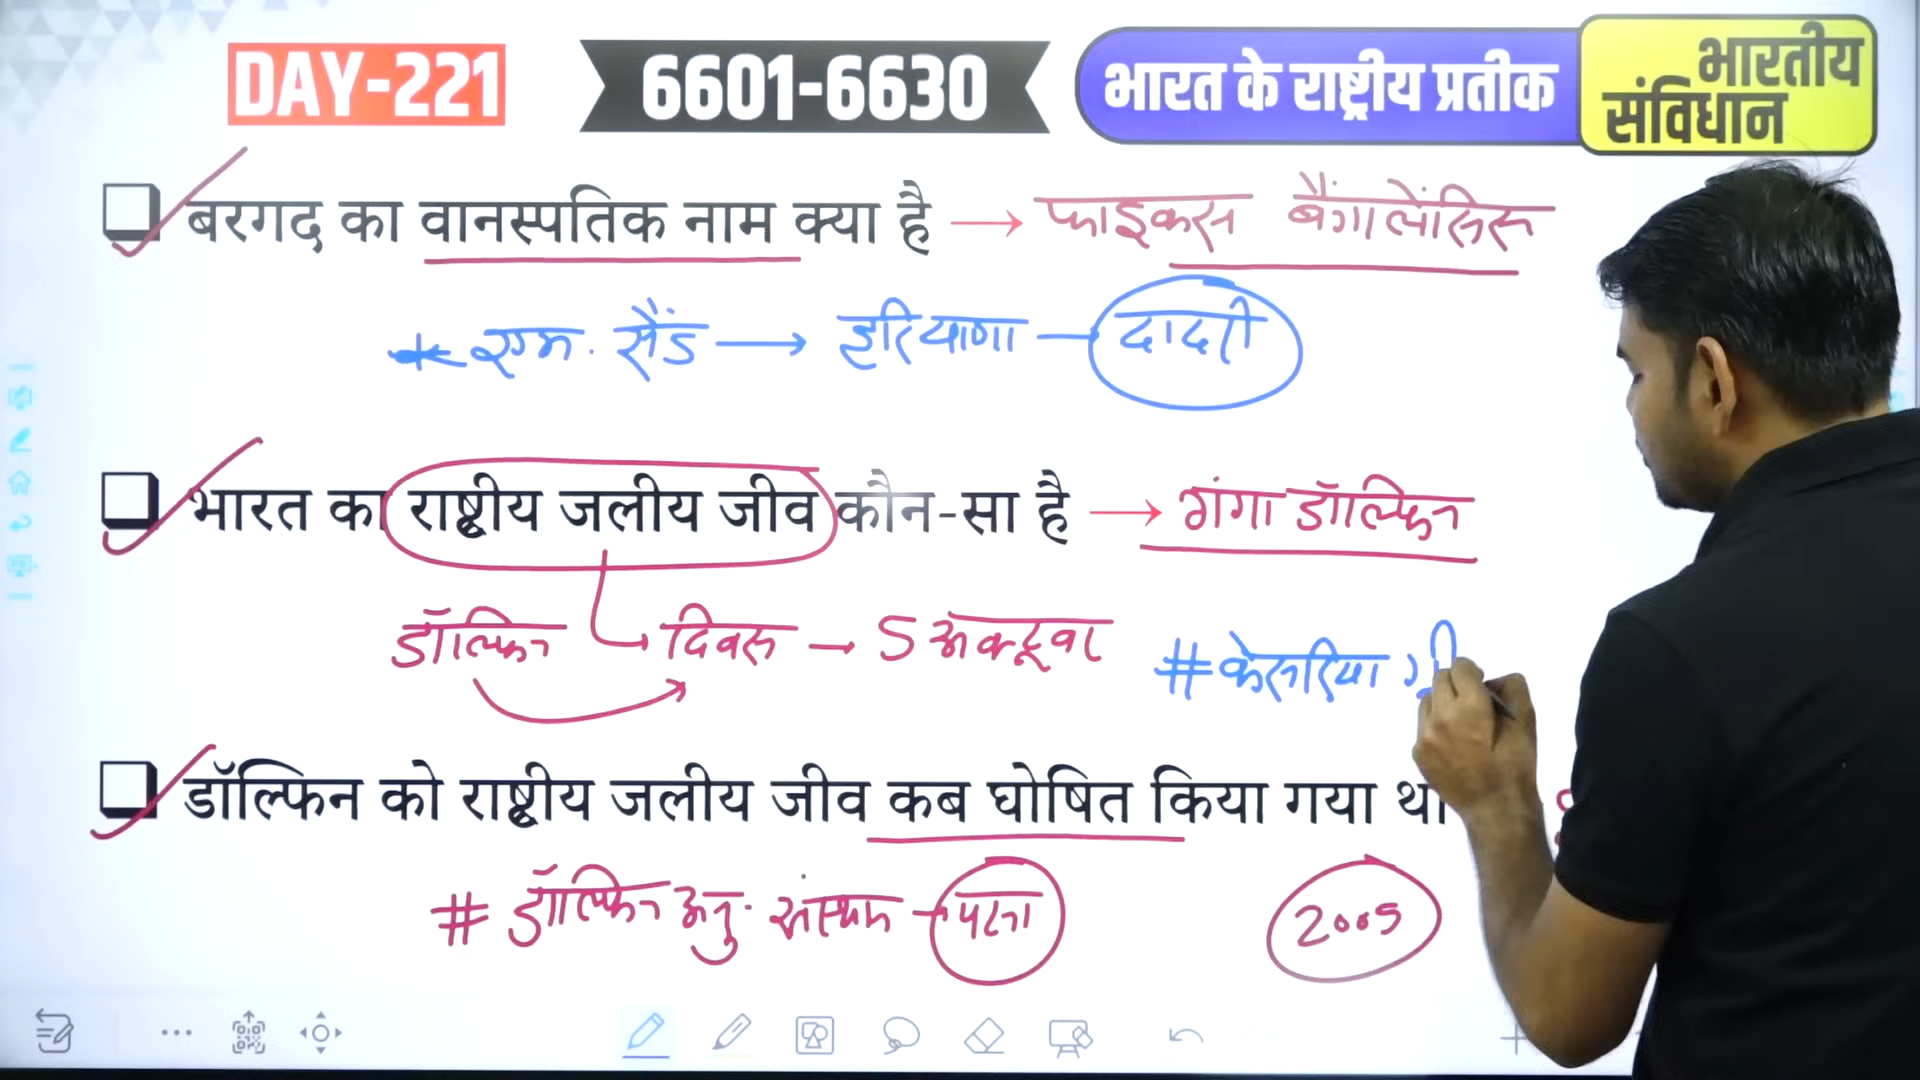 DAY-221
6601-6630
भारत के राष्ट्रीय प्रतीक
भारतीय
संविधान
बरगद का वानस्पतिक नाम क्या है → फाइकस बैंगालेंसिस
एम. सैंड → हरियाणा → दादरी
भारत का राष्ट्रीय जलीय जीव कौन-सा है → गंगा डॉल्फिन
डॉल्फिन → दिवस → 5 अक्टूबर
# केसरिया
डॉल्फिन को राष्ट्रीय जलीय जीव कब घोषित किया गया था
# डॉल्फिन अनु. संस्थान → पटना
2009